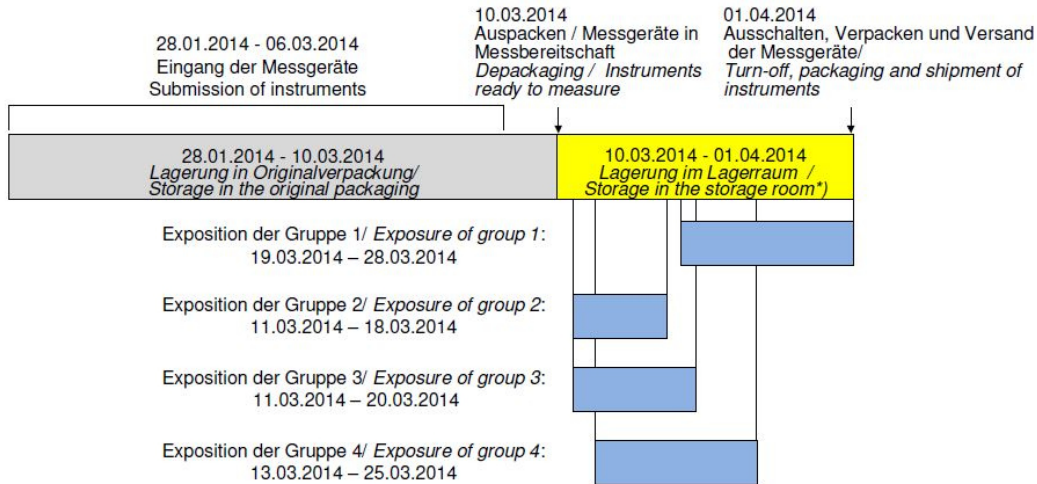 28.01.2014 - 06.03.2014
Eingang der Messgeräte
Submission of instruments
10.03.2014
Auspacken / Messgeräte in
Messbereitschaft
Depackaging / Instruments
ready to measure
01.04.2014
Ausschalten, Verpacken und Versand
der Messgeräte/
Turn-off, packaging and shipment of
instruments
28.01.2014 - 10.03.2014
Lagerung in Originalverpackung/
Storage in the original packaging
10.03.2014 - 01.04.2014
Lagerung im Lagerraum /
Storage in the storage room*)
Exposition der Gruppe 1/ Exposure of group 1:
19.03.2014 – 28.03.2014
Exposition der Gruppe 2/ Exposure of group 2:
11.03.2014 – 18.03.2014
Exposition der Gruppe 3/ Exposure of group 3:
11.03.2014 – 20.03.2014
Exposition der Gruppe 4/ Exposure of group 4:
13.03.2014 – 25.03.2014